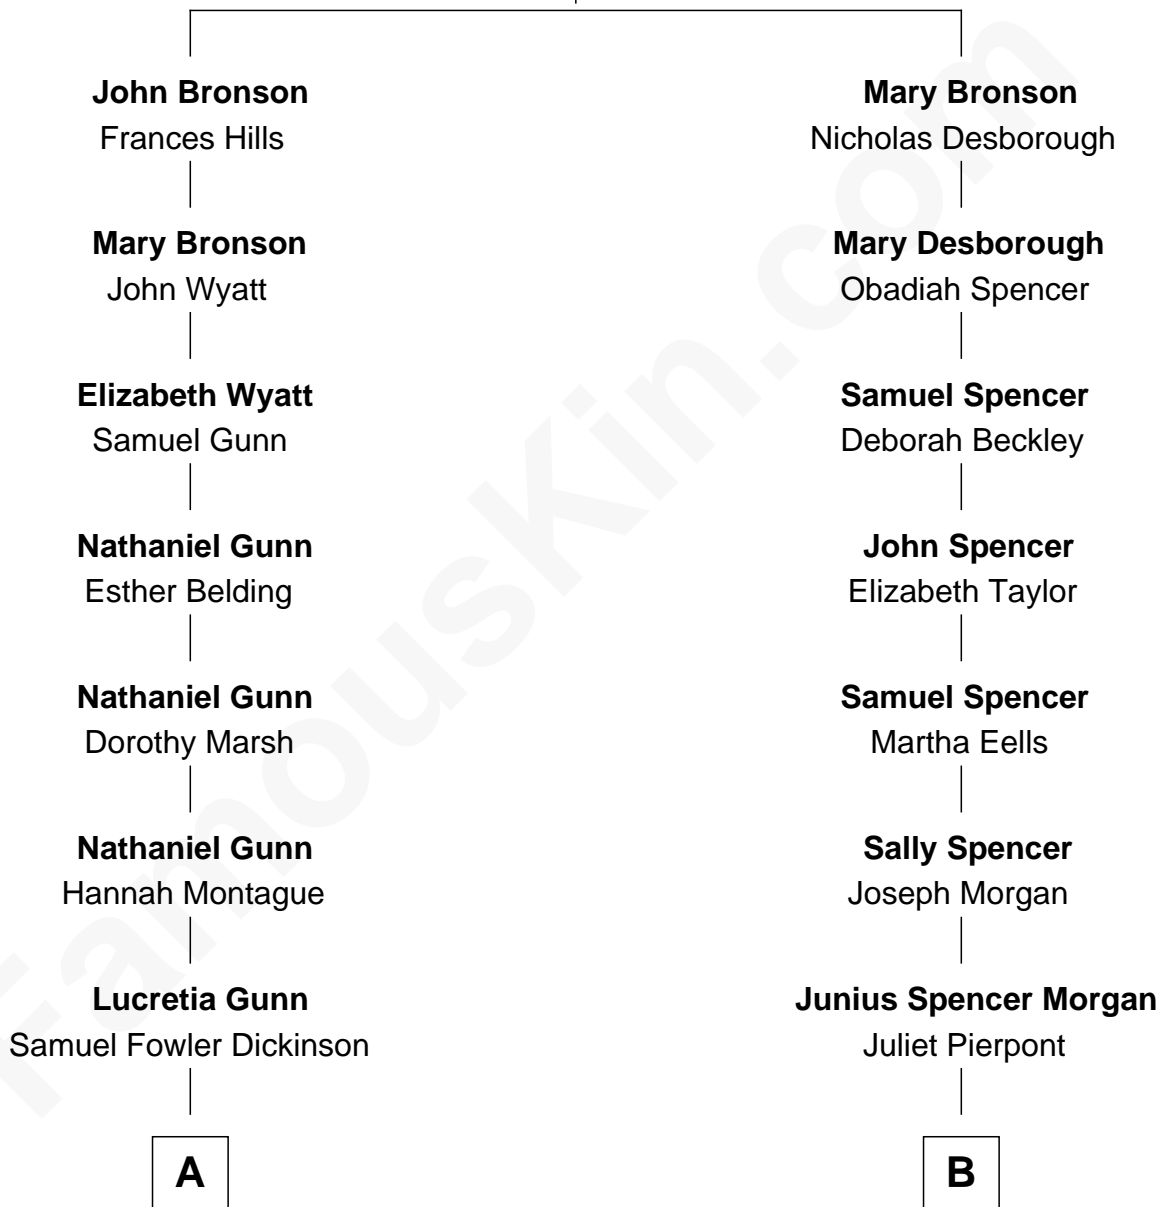 John Bronson
Frances Hills
Mary Bronson
John Wyatt
Elizabeth Wyatt
Samuel Gunn
Nathaniel Gunn
Esther Belding
Nathaniel Gunn
Dorothy Marsh
Nathaniel Gunn
Hannah Montague
Lucretia Gunn
Samuel Fowler Dickinson
A
Mary Bronson
Nicholas Desborough
Mary Desborough
Obadiah Spencer
Samuel Spencer
Deborah Beckley
John Spencer
Elizabeth Taylor
Samuel Spencer
Martha Eells
Sally Spencer
Joseph Morgan
Junius Spencer Morgan
Juliet Pierpont
B
FamousKin.com